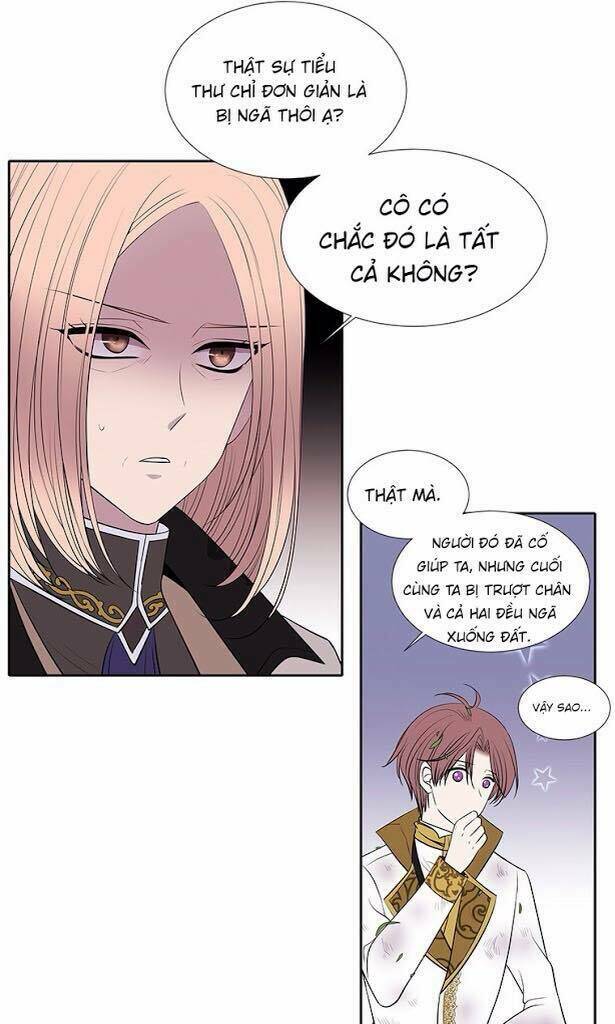 THẬT SỰ TIỂU
THƯ CHỈ ĐƠN GIẢN LÀ
BỊ NGÃ THÔI Ạ?
CÔ CÓ
CHẮC ĐÓ LÀ TẤT
CẢ KHÔNG?
THẬT MÀ.
NGƯỜI ĐÓ ĐÃ CỐ
GIÚP TA, NHƯNG CUỐI
CÙNG TA BỊ TRƯỢT CHÂN
VÀ CẢ HAI ĐỀU NGÃ
XUỐNG ĐẤT.
VẬY SAO...